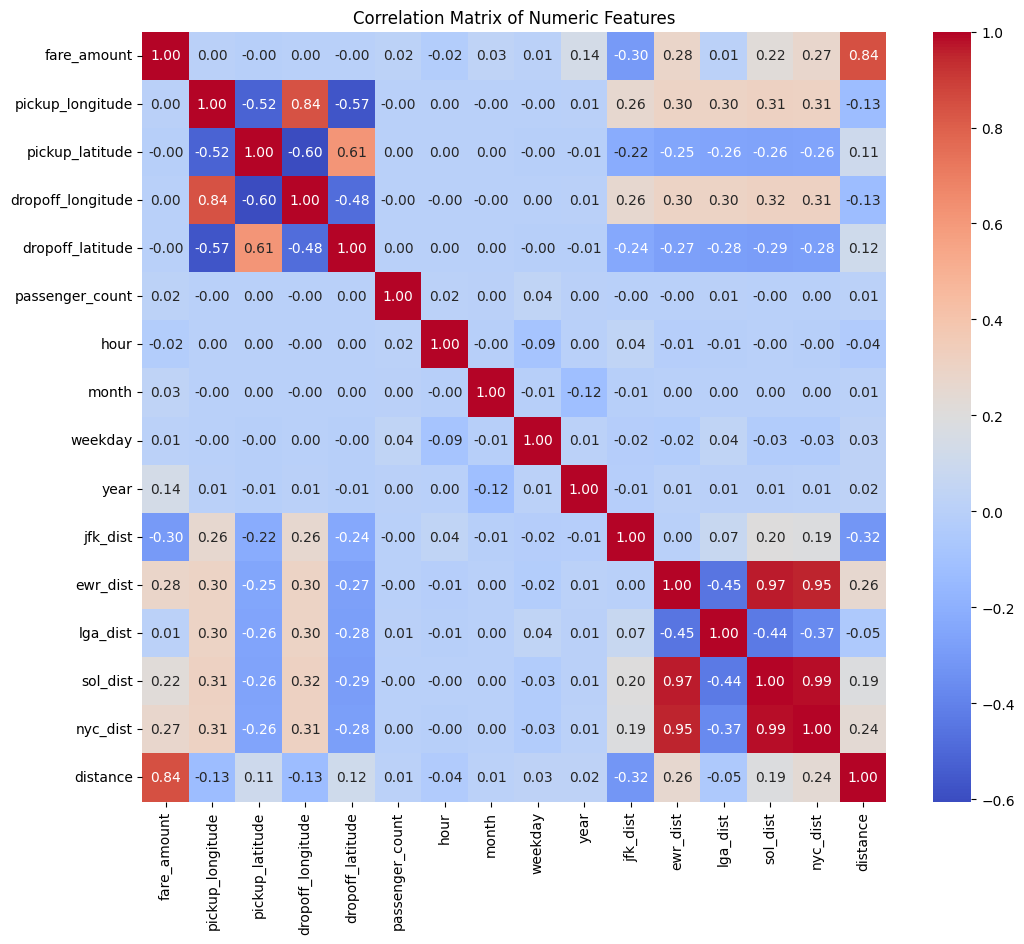 Correlation Matrix of Numeric Features
fare_amount 1.00 0.00 -0.00 0.00 -0.00 0.02 -0.02 0.03 0.01 0.14 -0.30 0.28 0.01 0.22 0.27 0.84
pickup_longitude 0.00 1.00 -0.52 0.84 -0.57 -0.00 0.00 -0.00 -0.00 0.01 0.26 0.30 0.30 0.31 0.31 -0.13
pickup_latitude -0.00 -0.52 1.00 -0.60 0.61 0.00 0.00 0.00 -0.00 -0.01 -0.22 -0.25 -0.26 -0.26 -0.26 0.11
dropoff_longitude 0.00 0.84 -0.60 1.00 -0.48 -0.00 -0.00 -0.00 0.00 0.01 0.26 0.30 0.30 0.32 0.31 -0.13
dropoff_latitude -0.00 -0.57 0.61 -0.48 1.00 0.00 0.00 0.00 -0.00 -0.01 -0.24 -0.27 -0.28 -0.29 -0.28 0.12
passenger_count 0.02 -0.00 0.00 -0.00 0.00 1.00 0.02 0.00 0.04 0.00 -0.00 -0.00 0.01 -0.00 0.00 0.01
hour -0.02 0.00 0.00 -0.00 0.00 0.02 1.00 -0.00 -0.09 0.00 0.04 -0.01 -0.01 -0.00 -0.00 -0.04
month 0.03 -0.00 0.00 -0.00 0.00 0.00 -0.00 1.00 -0.01 -0.12 -0.01 0.00 0.00 0.00 0.00 0.01
weekday 0.01 -0.00 -0.00 0.00 -0.00 0.04 -0.09 -0.01 1.00 0.01 -0.02 -0.02 0.04 -0.03 -0.03 0.03
year 0.14 0.01 -0.01 0.01 -0.01 0.00 0.00 -0.12 0.01 1.00 -0.01 0.01 0.01 0.01 0.01 0.02
jfk_dist -0.30 0.26 -0.22 0.26 -0.24 -0.00 0.04 -0.01 -0.02 -0.01 1.00 0.00 0.07 0.20 0.19 -0.32
ewr_dist 0.28 0.30 -0.25 0.30 -0.27 -0.00 -0.01 0.00 -0.02 0.01 0.00 1.00 -0.45 0.97 0.95 0.26
lga_dist 0.01 0.30 -0.26 0.30 -0.28 0.01 -0.01 0.00 0.04 0.01 0.07 -0.45 1.00 -0.44 -0.37 -0.05
sol_dist 0.22 0.31 -0.26 0.32 -0.29 -0.00 -0.00 0.00 -0.03 0.01 0.20 0.97 -0.44 1.00 0.99 0.19
nyc_dist 0.27 0.31 -0.26 0.31 -0.28 0.00 -0.00 0.00 -0.03 0.01 0.19 0.95 -0.37 0.99 1.00 0.24
distance 0.84 -0.13 0.11 -0.13 0.12 0.01 -0.04 0.01 0.03 0.02 -0.32 0.26 -0.05 0.19 0.24 1.00
fare_amount
pickup_longitude
pickup_latitude
dropoff_longitude
dropoff_latitude
passenger_count
hour
month
weekday
year
jfk_dist
ewr_dist
lga_dist
sol_dist
nyc_dist
distance
1.0
0.8
0.6
0.4
0.2
0.0
−0.2
−0.4
−0.6